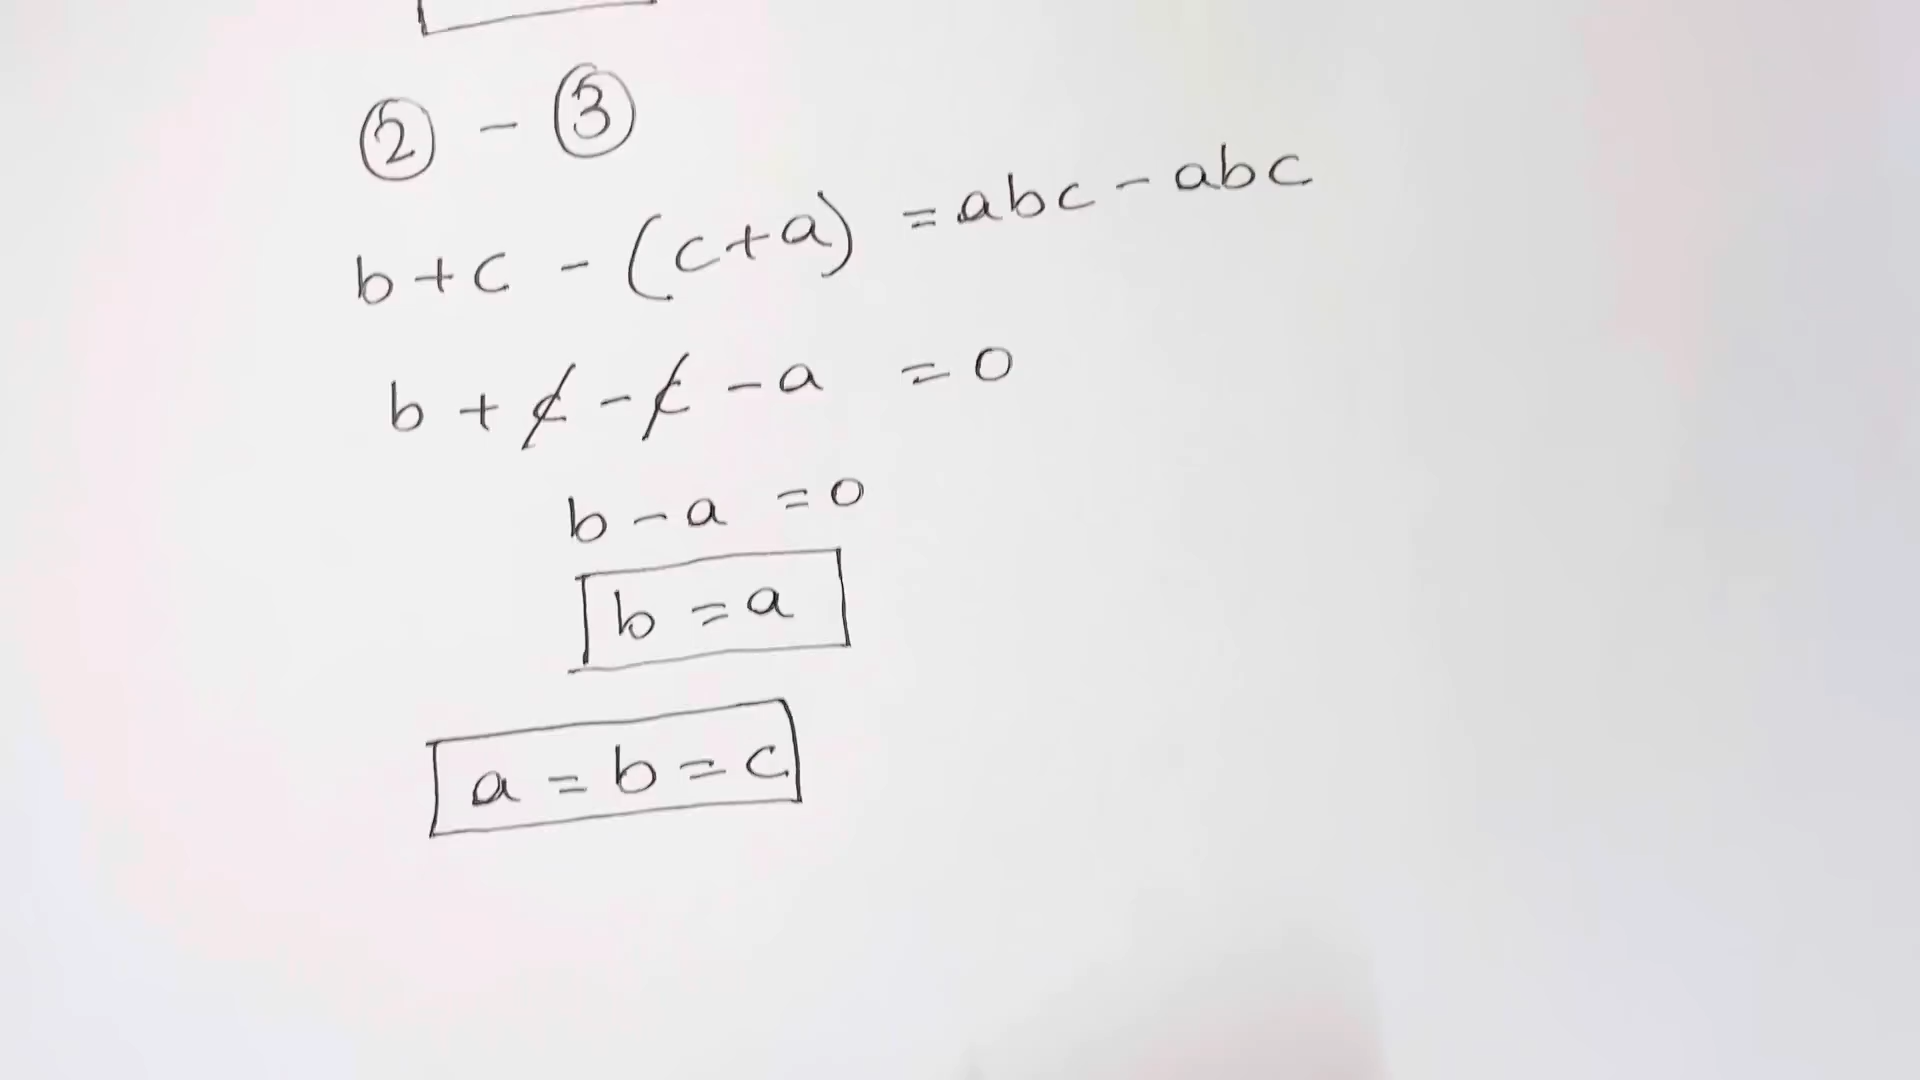 ② - ③
b + c - (c + a) = abc - abc
b + c - c - a = 0
b - a = 0
b = a
a = b = c